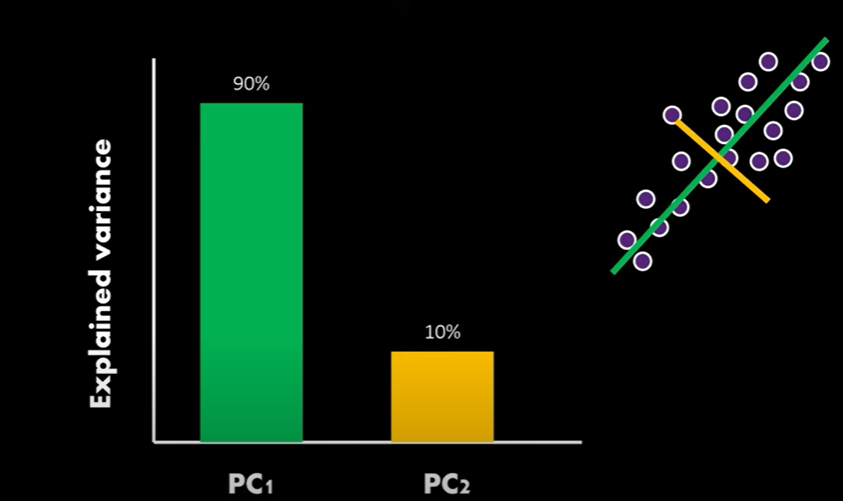 90%
10%
Explained variance
PC₁
PC₂